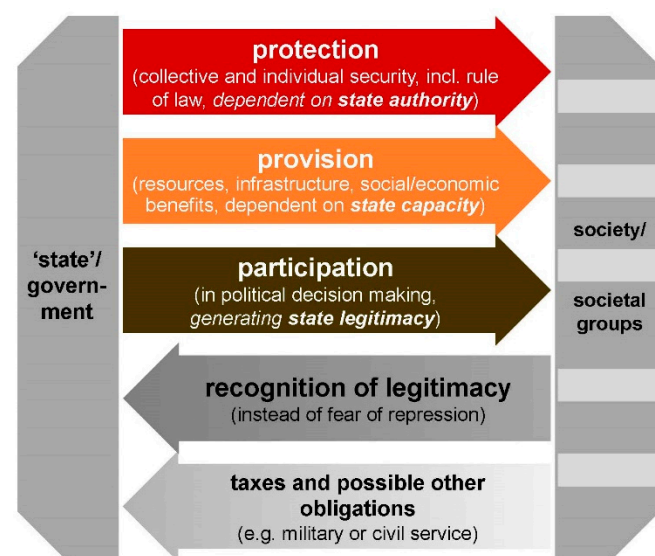 protection
(collective and individual security, incl. rule
of law, dependent on state authority)
provision
(resources, infrastructure, social/economic
benefits, dependent on state capacity)
participation
(in political decision making,
generating state legitimacy)
‘state’/
govern-
ment
society/
societal
groups
recognition of legitimacy
(instead of fear of repression)
taxes and possible other
obligations
(e.g. military or civil service)